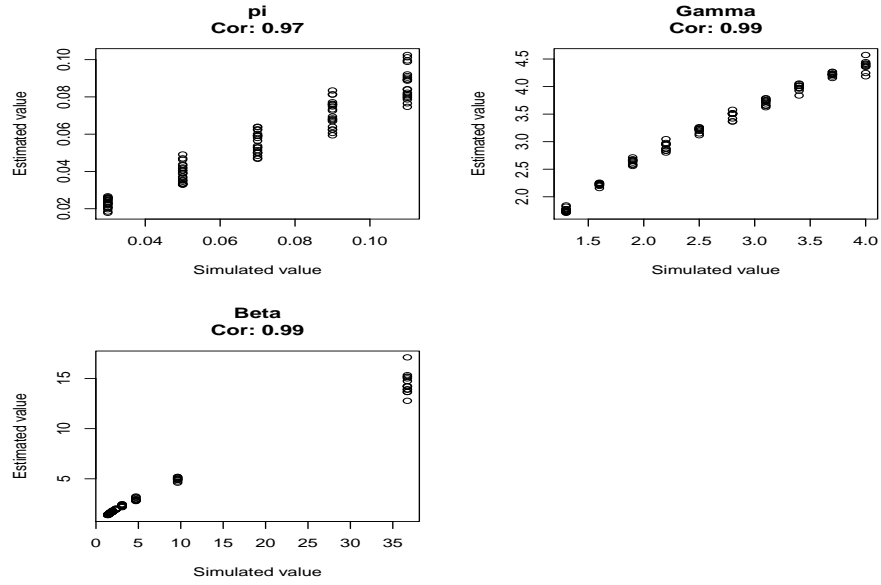 pi
Cor: 0.97
Estimated value
0.02 0.04 0.06 0.08 0.10
0.04 0.06 0.08 0.10
Simulated value
Gamma
Cor: 0.99
Estimated value
2.0 2.5 3.0 3.5 4.0 4.5
1.5 2.0 2.5 3.0 3.5 4.0
Simulated value
Beta
Cor: 0.99
Estimated value
5 10 15
0 5 10 15 20 25 30 35
Simulated value